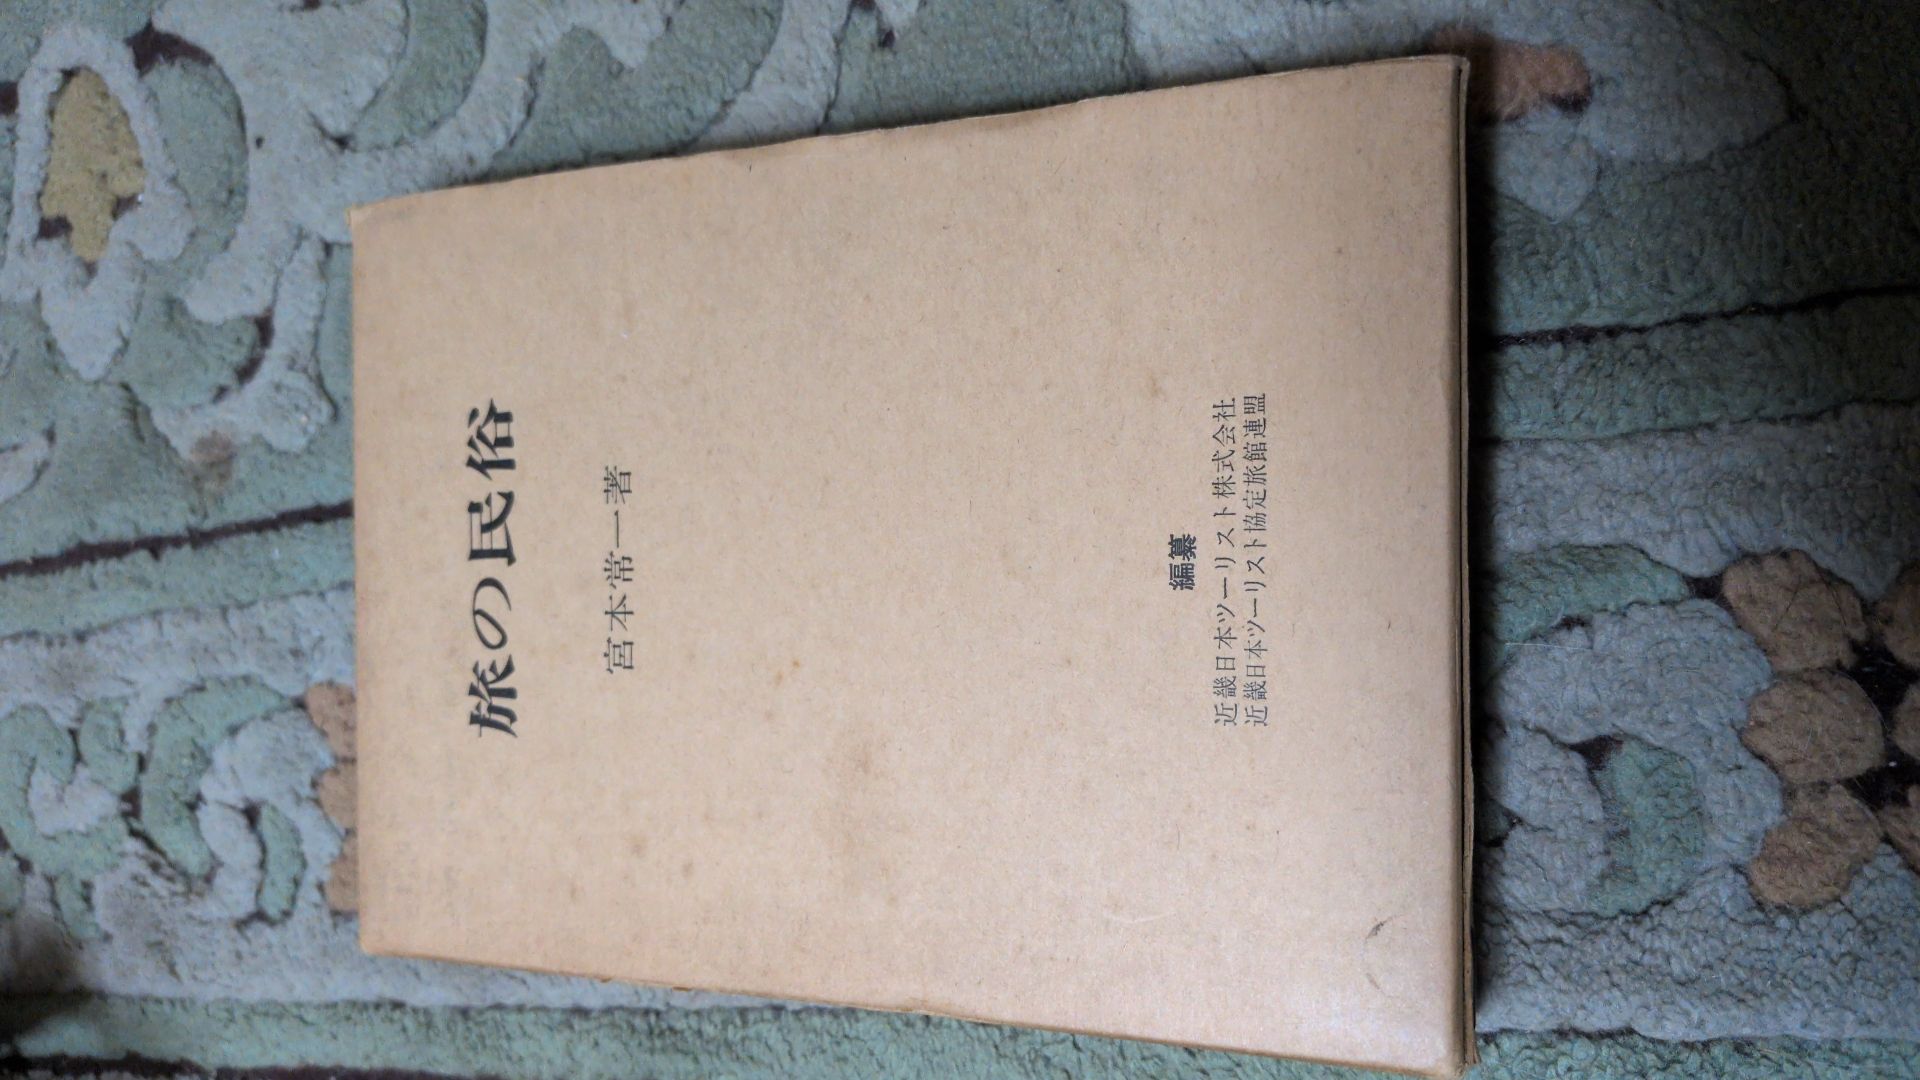 旅の民俗
宮本常一著
編纂
近畿日本ツーリスト株式会社
近畿日本ツーリスト協定旅館連盟